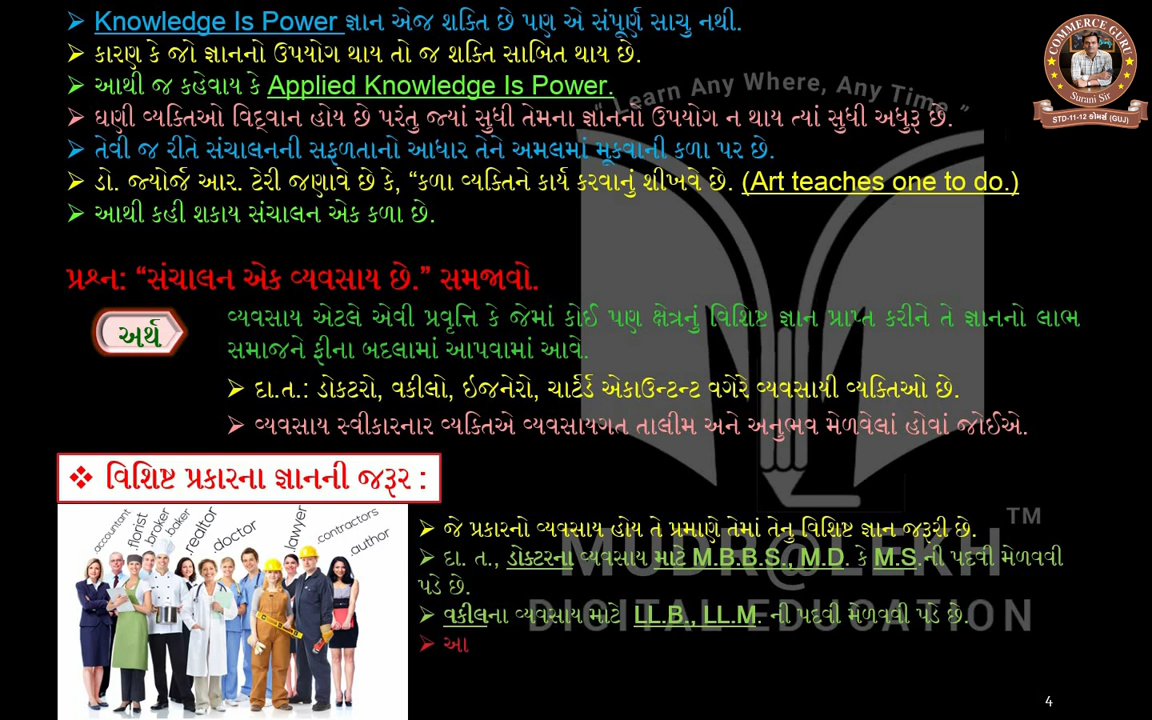 ➢ Knowledge Is Power જ્ઞાન એજ શક્તિ છે પણ એ સંપૂર્ણ સાચુ નથી.
➢ કારણ કે જો જ્ઞાનનો ઉપયોગ થાય તો જ શક્તિ સાબિત થાય છે.
➢ આથી જ કહેવાય કે Applied Knowledge Is Power.
➢ ઘણી વ્યક્તિઓ વિદ્વાન હોય છે પરંતુ જ્યાં સુધી તેમના જ્ઞાનનો ઉપયોગ ન થાય ત્યાં સુધી અધુરૂ છે.
➢ તેવી જ રીતે સંચાલનની સફળતાનો આધાર તેને અમલમાં મૂકવાની કળા પર છે.
➢ ડો. જ્યોર્જ આર. ટેરી જણાવે છે કે, “કળા વ્યક્તિને કાર્ય કરવાનું શીખવે છે. (Art teaches one to do.)
➢ આથી કહી શકાય સંચાલન એક કળા છે.
COMMERCE GURU
Surani Sir
STD-11-12 કોમર્સ (GUJ)
“ Learn Any Where, Any Time ”
પ્રશ્ન: “સંચાલન એક વ્યવસાય છે.” સમજાવો.
અર્થ
વ્યવસાય એટલે એવી પ્રવૃત્તિ કે જેમાં કોઈ પણ ક્ષેત્રનું વિશિષ્ટ જ્ઞાન પ્રાપ્ત કરીને તે જ્ઞાનનો લાભ
સમાજને ફીના બદલામાં આપવામાં આવે.
➢ દા.ત.: ડોકટરો, વકીલો, ઇજનેરો, ચાર્ટર્ડ એકાઉન્ટન્ટ વગેરે વ્યવસાયી વ્યક્તિઓ છે.
➢ વ્યવસાય સ્વીકારનાર વ્યક્તિએ વ્યવસાયગત તાલીમ અને અનુભવ મેળવેલાં હોવાં જોઈએ.
❖ વિશિષ્ટ પ્રકારના જ્ઞાનની જરૂર :
accountant
.florist
.broker
.baker
.realtor
.doctor
.lawyer
.contractors
.author
➢ જે પ્રકારનો વ્યવસાય હોય તે પ્રમાણે તેમાં તેનુ વિશિષ્ટ જ્ઞાન જરૂરી છે.
➢ દા. ત., ડોક્ટરના વ્યવસાય માટે M.B.B.S., M.D. કે M.S.ની પદવી મેળવવી
પડે છે.
➢ વકીલના વ્યવસાય માટે LL.B., LL.M. ની પદવી મેળવવી પડે છે.
➢ આ
MUDR@LEKH TM
DIGITAL EDUCATION
4